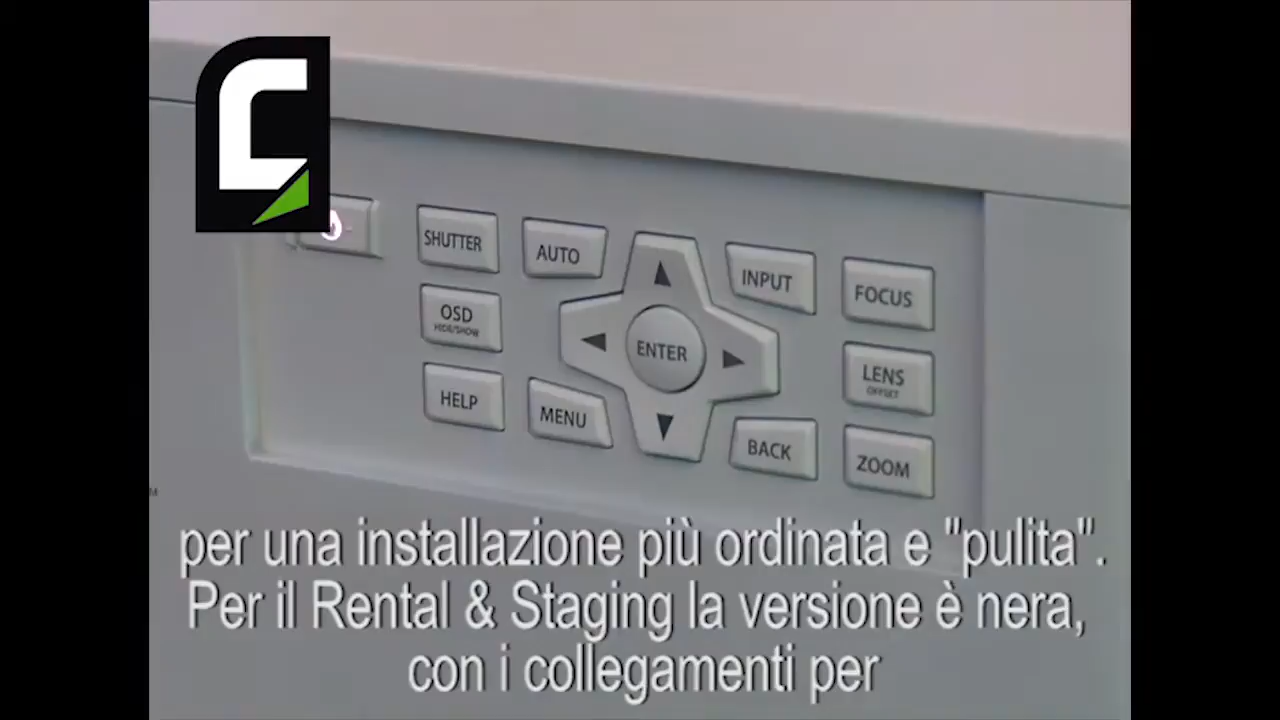 SHUTTER
AUTO
INPUT
FOCUS
OSD
HIDE/SHOW
ENTER
LENS
OFFSET
HELP
MENU
BACK
ZOOM
M
per una installazione più ordinata e "pulita".
Per il Rental & Staging la versione è nera,
con i collegamenti per